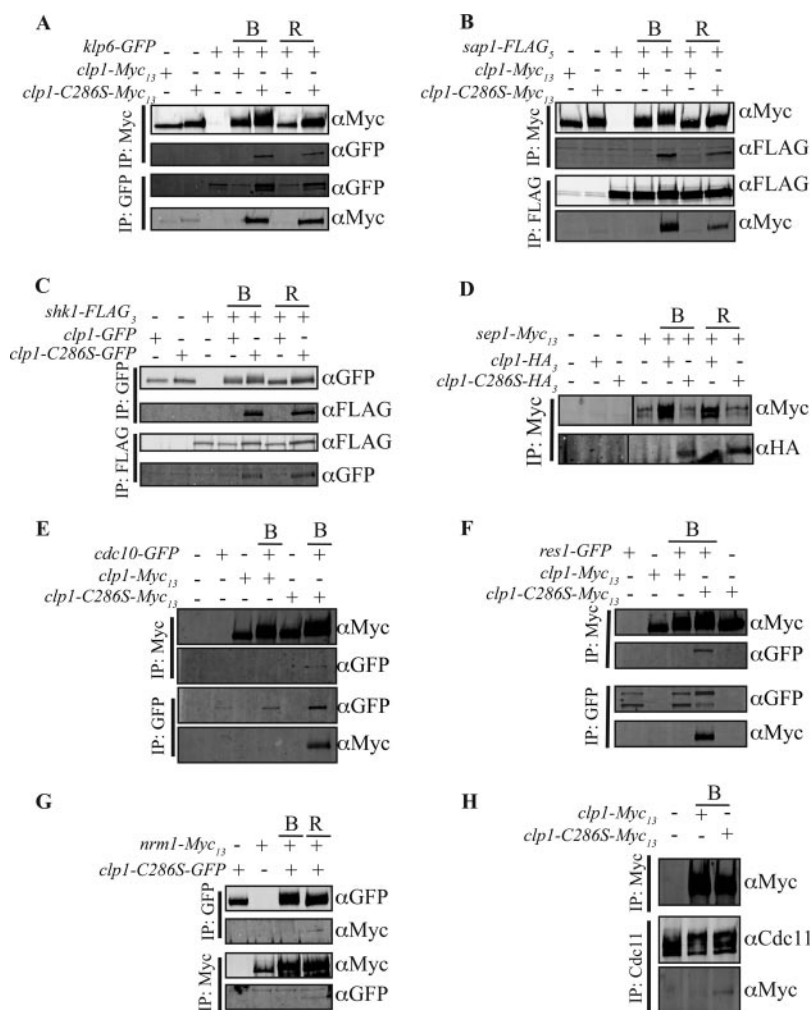 A
B R
klp6-GFP - - + + + + +
clp1-Myc13 + - - + - + -
clp1-C286S-Myc13 - + - - + - +
IP: Myc
αMyc
αGFP
IP: GFP
αGFP
αMyc
B
B R
sap1-FLAG5 - - + + + + +
clp1-Myc13 + - - + - + -
clp1-C286S-Myc13 - + - - + - +
IP: Myc
αMyc
αFLAG
IP: FLAG
αFLAG
αMyc
C
B R
shk1-FLAG3 - - + + + + +
clp1-GFP + - - + - + -
clp1-C286S-GFP - + - - + - +
IP: GFP
αGFP
αFLAG
IP: FLAG
αFLAG
αGFP
D
B R
sep1-Myc13 - - - + + + + +
clp1-HA3 - + - - + - + -
clp1-C286S-HA3 - - + - - + - +
IP: Myc
αMyc
αHA
E
B B
cdc10-GFP - + - + - +
clp1-Myc13 - - + + - -
clp1-C286S-Myc13 - - - - + +
IP: Myc
αMyc
αGFP
IP: GFP
αGFP
αMyc
F
B
res1-GFP + - + + -
clp1-Myc13 - + + - -
clp1-C286S-Myc13 - - - + +
IP: Myc
αMyc
αGFP
IP: GFP
αGFP
αMyc
G
B R
nrm1-Myc13 - + + +
clp1-C286S-GFP + - + +
IP: GFP
αGFP
αMyc
IP: Myc
αMyc
αGFP
H
B
clp1-Myc13 - + -
clp1-C286S-Myc13 - - +
IP: Myc
αMyc
IP: Cdc11
αCdc11
αMyc